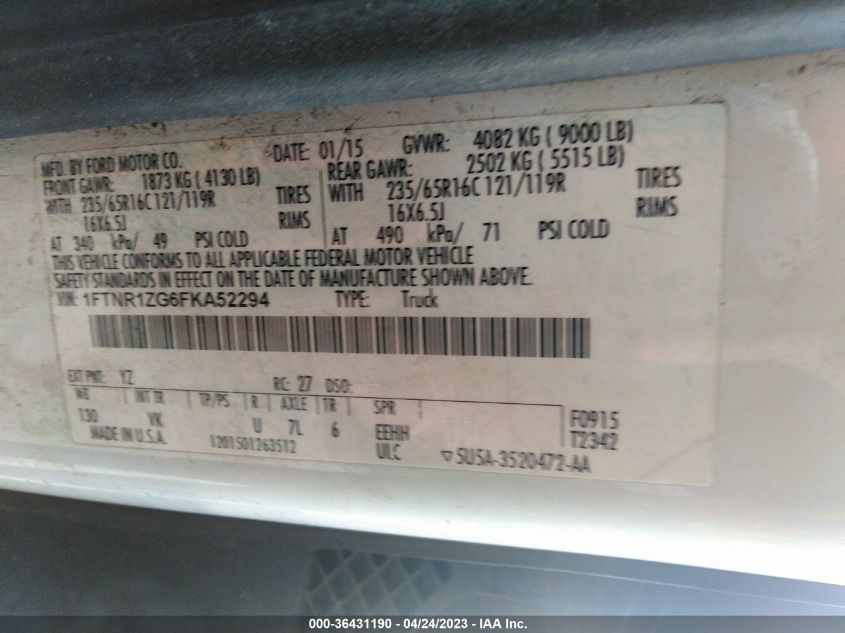 MFD. BY FORD MOTOR CO. DATE: 01/15 GVWR: 4082 KG ( 9000 LB)
FRONT GAWR: 1873 KG ( 4130 LB) REAR GAWR: 2502 KG ( 5515 LB)
WITH 235/65R16C 121/119R TIRES WITH 235/65R16C 121/119R TIRES
16X6.5J RIMS 16X6.5J RIMS
AT 340 kPa/ 49 PSI COLD AT 490 kPa/ 71 PSI COLD
THIS VEHICLE CONFORMS TO ALL APPLICABLE FEDERAL MOTOR VEHICLE
SAFETY STANDARDS IN EFFECT ON THE DATE OF MANUFACTURE SHOWN ABOVE.
VIN: 1FTNR1ZG6FKA52294 TYPE: Truck
EXT PNT: YZ RC: 27 DSO:
WB INT TR TP/PS R AXLE TR SPR
130 VK U 7L 6 EEHH F0915
MADE IN U.S.A. 1201501263512 UILC T2342
5U5A-3520472-AA
000-36431190 - 04/24/2023 - IAA Inc.